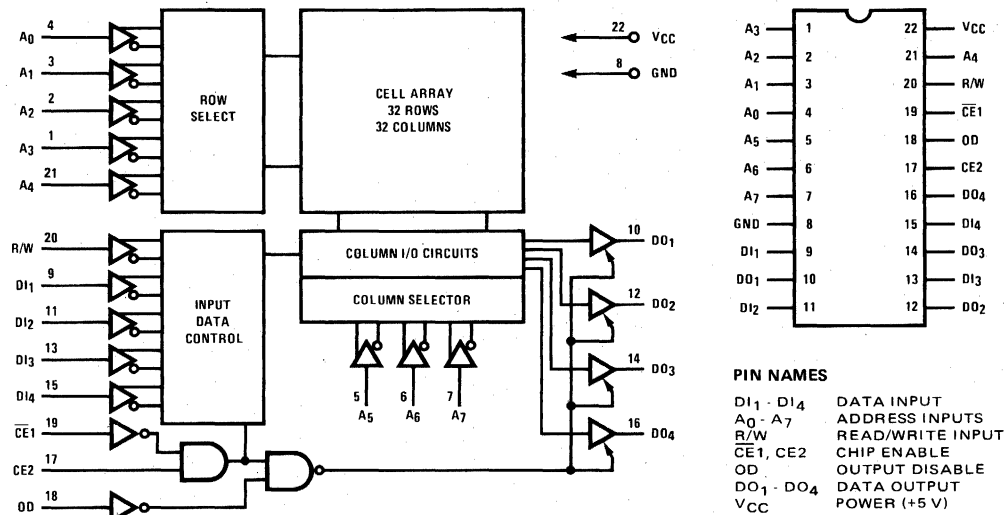 A0 4
A1 3
A2 2
A3 1
A4 21
ROW
SELECT
CELL ARRAY
32 ROWS
32 COLUMNS
22 VCC
8 GND
R/W 20
DI1 9
DI2 11
DI3 13
DI4 15
INPUT
DATA
CONTROL
COLUMN I/O CIRCUITS
COLUMN SELECTOR
5 6 7
A5 A6 A7
10 DO1
12 DO2
14 DO3
16 DO4
C̅E̅1 19
CE2 17
OD 18
A3 1 22 VCC
A2 2 21 A4
A1 3 20 R/W
A0 4 19 C̅E̅1
A5 5 18 OD
A6 6 17 CE2
A7 7 16 DO4
GND 8 15 DI4
DI1 9 14 DO3
DO1 10 13 DI3
DI2 11 12 DO2
PIN NAMES
DI1 - DI4 DATA INPUT
A0 - A7 ADDRESS INPUTS
R/W READ/WRITE INPUT
C̅E̅1, CE2 CHIP ENABLE
OD OUTPUT DISABLE
DO1 - DO4 DATA OUTPUT
VCC POWER (+5 V)